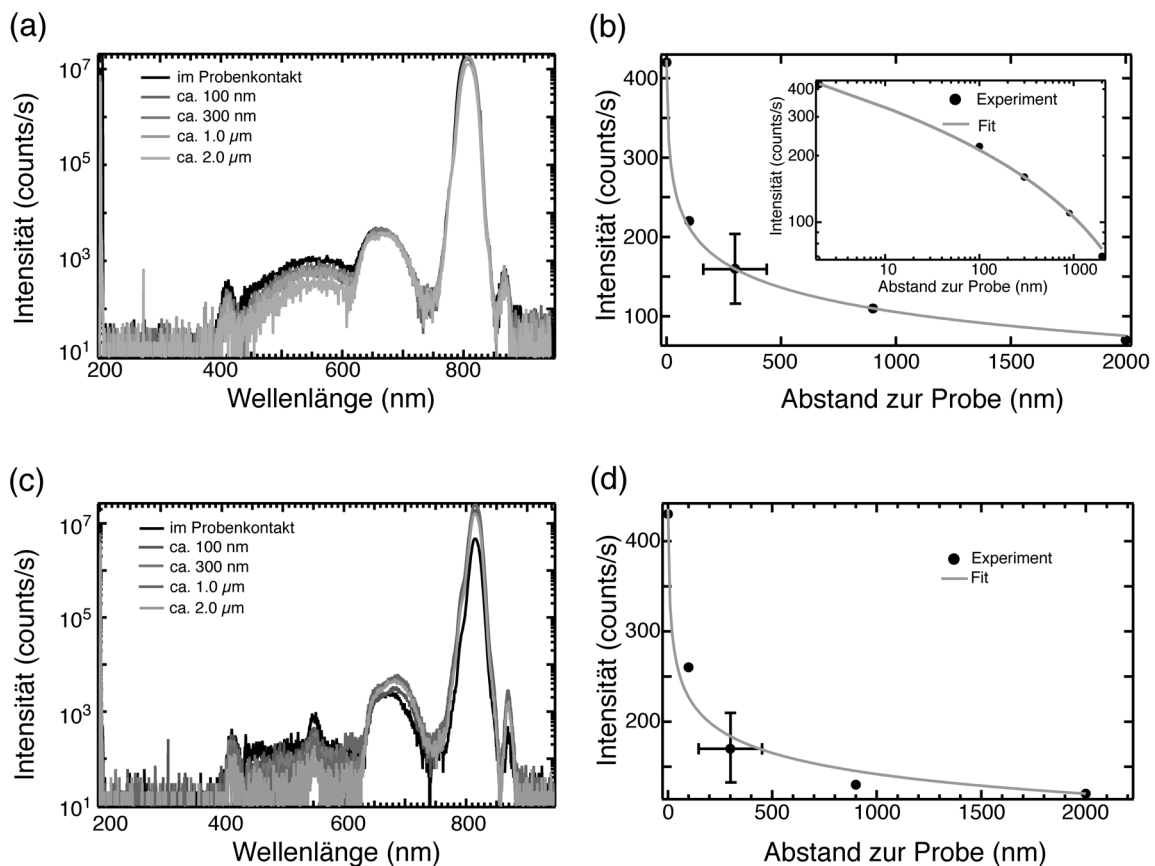 (a)
Intensität (counts/s)
10⁷
10⁵
10³
10¹
im Probenkontakt
ca. 100 nm
ca. 300 nm
ca. 1.0 µm
ca. 2.0 µm
200 400 600 800
Wellenlänge (nm)
(b)
Intensität (counts/s)
400
300
200
100
Intensität (counts/s)
400
300
200
100
Experiment
Fit
10 100 1000
Abstand zur Probe (nm)
0 500 1000 1500 2000
Abstand zur Probe (nm)
(c)
Intensität (counts/s)
10⁷
10⁵
10³
10¹
im Probenkontakt
ca. 100 nm
ca. 300 nm
ca. 1.0 µm
ca. 2.0 µm
200 400 600 800
Wellenlänge (nm)
(d)
Intensität (counts/s)
400
300
200
Experiment
Fit
0 500 1000 1500 2000
Abstand zur Probe (nm)